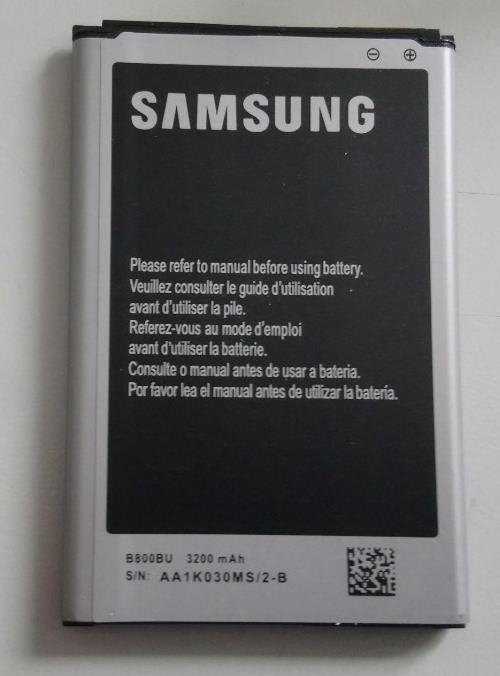 SAMSUNG
Please refer to manual before using battery.
Veuillez consulter le guide d'utilisation
avant d'utiliser la pile.
Referez-vous au mode d'emploi
avant d'utiliser la batterie.
Consulte o manual antes de usar a bateria.
Por favor lea el manual antes de utilizar la batería.
B800BU 3200 mAh
S/N: AA1K030MS/2-B